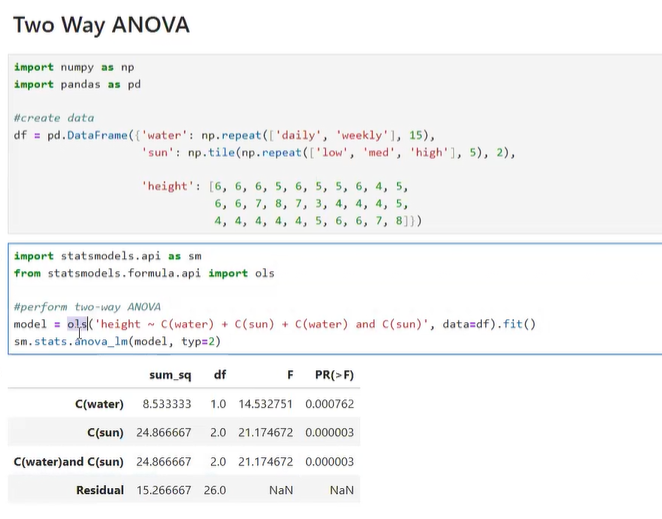 Two Way ANOVA
import numpy as np
import pandas as pd
#create data
df = pd.DataFrame({'water': np.repeat(['daily', 'weekly'], 15),
'sun': np.tile(np.repeat(['low', 'med', 'high'], 5), 2),
'height': [6, 6, 6, 5, 6, 5, 5, 6, 4, 5,
6, 6, 7, 8, 7, 3, 4, 4, 4, 5,
4, 4, 4, 4, 4, 5, 6, 6, 7, 8]})
import statsmodels.api as sm
from statsmodels.formula.api import ols
#perform two-way ANOVA
model = ols('height ~ C(water) + C(sun) + C(water) and C(sun)', data=df).fit()
sm.stats.anova_lm(model, typ=2)
sum_sq df F PR(>F)
C(water) 8.533333 1.0 14.532751 0.000762
C(sun) 24.866667 2.0 21.174672 0.000003
C(water)and C(sun) 24.866667 2.0 21.174672 0.000003
Residual 15.266667 26.0 NaN NaN